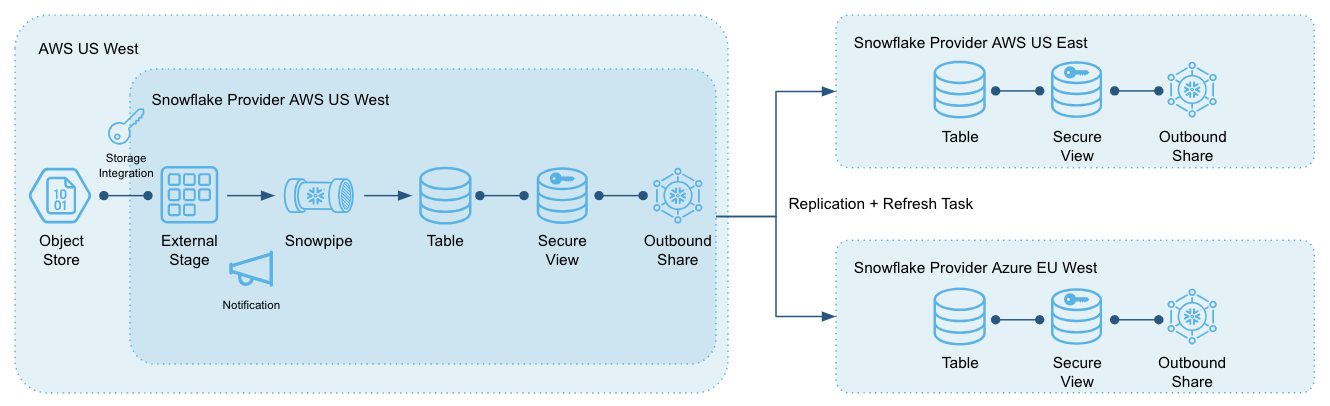 AWS US West
Snowflake Provider AWS US West
Storage
Integration
10
01
Object
Store
External
Stage
Snowpipe
Table
Secure
View
Outbound
Share
Notification
Replication + Refresh Task
Snowflake Provider AWS US East
Table
Secure
View
Outbound
Share
Snowflake Provider Azure EU West
Table
Secure
View
Outbound
Share